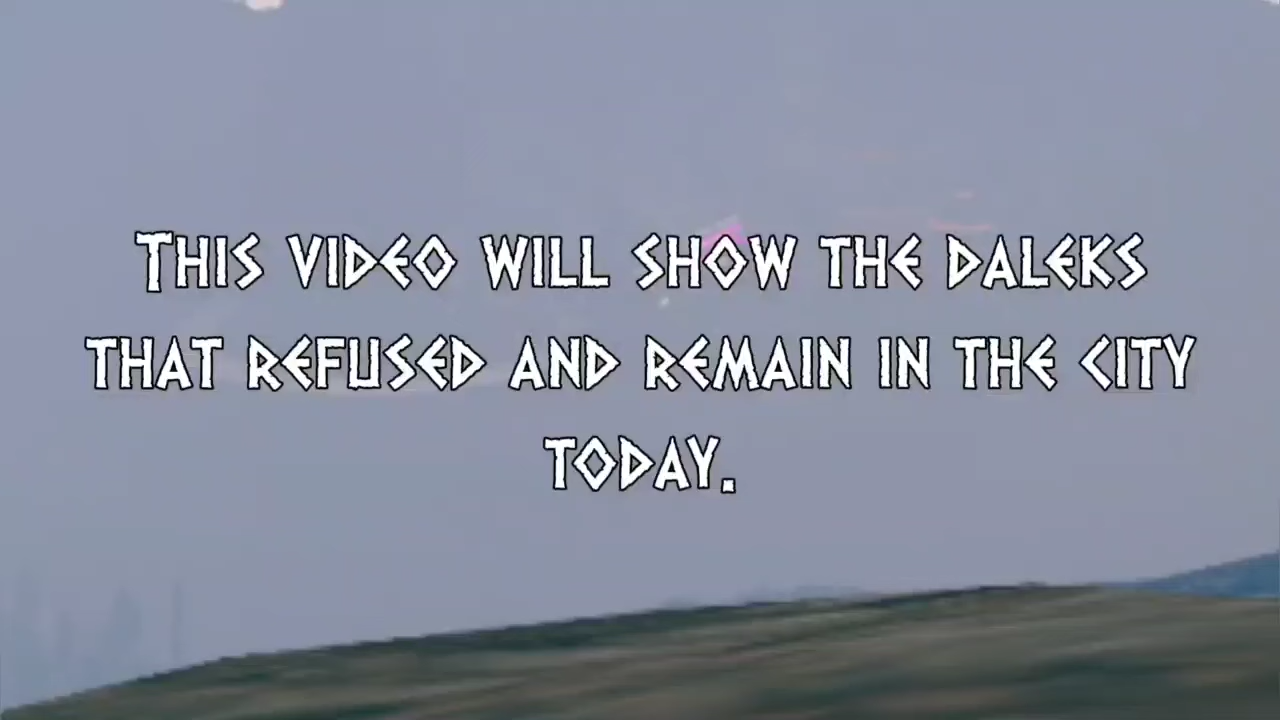 This video will show the daleks
that refused and remain in the city
today.